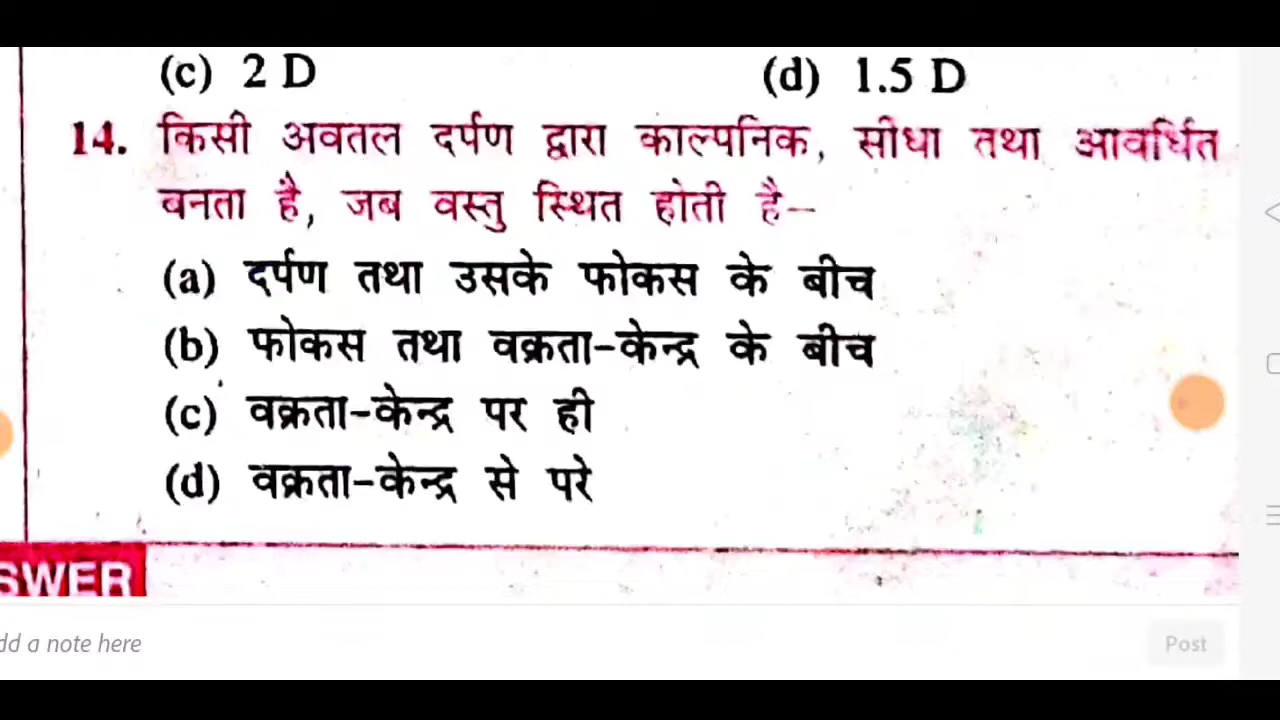 (c) 2 D (d) 1.5 D
14. किसी अवतल दर्पण द्वारा काल्पनिक, सीधा तथा आवर्धित
बनता है, जब वस्तु स्थित होती है–
(a) दर्पण तथा उसके फोकस के बीच
(b) फोकस तथा वक्रता-केन्द्र के बीच
(c) वक्रता-केन्द्र पर ही
(d) वक्रता-केन्द्र से परे
SWER
dd a note here
Post